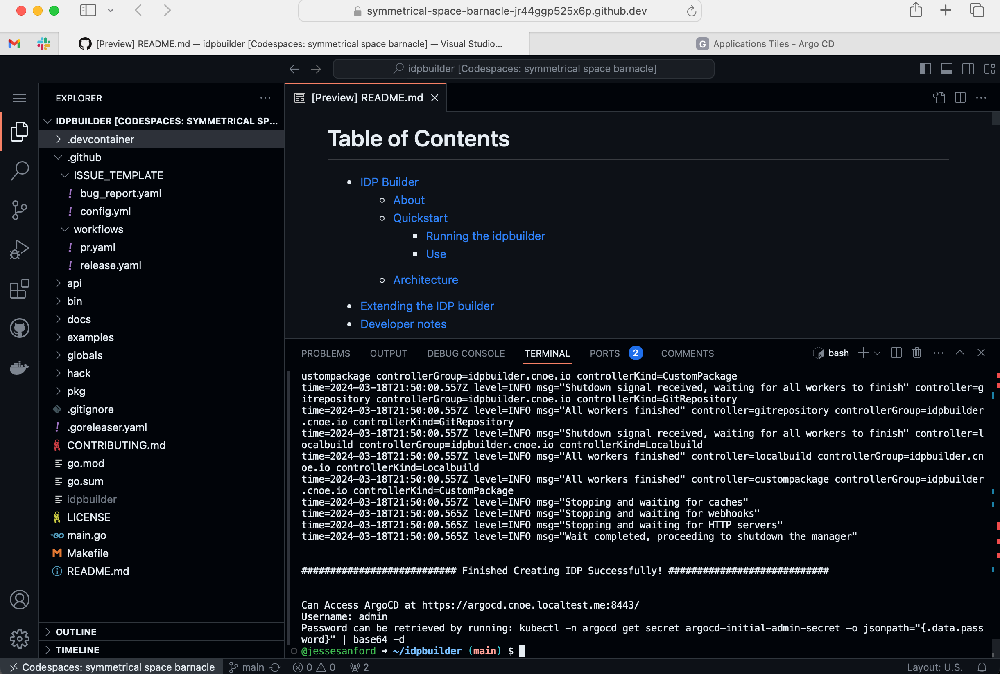 symmetrical-space-barnacle-jr44ggp525x6p.github.dev
[Preview] README.md — idpbuilder [Codespaces: symmetrical space barnacle] — Visual Studio...
G Applications Tiles - Argo CD
idpbuilder [Codespaces: symmetrical space barnacle]
EXPLORER
IDPBUILDER [CODESPACES: SYMMETRICAL SP...
.devcontainer
.github
ISSUE_TEMPLATE
! bug_report.yaml
! config.yml
workflows
! pr.yaml
! release.yaml
api
bin
docs
examples
globals
hack
pkg
.gitignore
! .goreleaser.yaml
CONTRIBUTING.md
go.mod
go.sum
idpbuilder
LICENSE
GO main.go
M Makefile
README.md
OUTLINE
TIMELINE
[Preview] README.md
Table of Contents
IDP Builder
About
Quickstart
Running the idpbuilder
Use
Architecture
Extending the IDP builder
Developer notes
PROBLEMS OUTPUT DEBUG CONSOLE TERMINAL PORTS 2 COMMENTS
bash
ustompackage controllerGroup=idpbuilder.cnoe.io controllerKind=CustomPackage
time=2024-03-18T21:50:00.557Z level=INFO msg="Shutdown signal received, waiting for all workers to finish" controller=g
itrepository controllerGroup=idpbuilder.cnoe.io controllerKind=GitRepository
time=2024-03-18T21:50:00.557Z level=INFO msg="All workers finished" controller=gitrepository controllerGroup=idpbuilder
.cnoe.io controllerKind=GitRepository
time=2024-03-18T21:50:00.557Z level=INFO msg="Shutdown signal received, waiting for all workers to finish" controller=l
ocalbuild controllerGroup=idpbuilder.cnoe.io controllerKind=Localbuild
time=2024-03-18T21:50:00.557Z level=INFO msg="All workers finished" controller=localbuild controllerGroup=idpbuilder.cn
oe.io controllerKind=Localbuild
time=2024-03-18T21:50:00.557Z level=INFO msg="All workers finished" controller=custompackage controllerGroup=idpbuilder
.cnoe.io controllerKind=CustomPackage
time=2024-03-18T21:50:00.557Z level=INFO msg="Stopping and waiting for caches"
time=2024-03-18T21:50:00.565Z level=INFO msg="Stopping and waiting for webhooks"
time=2024-03-18T21:50:00.565Z level=INFO msg="Stopping and waiting for HTTP servers"
time=2024-03-18T21:50:00.565Z level=INFO msg="Wait completed, proceeding to shutdown the manager"
########################### Finished Creating IDP Successfully! ############################
Can Access ArgoCD at https://argocd.cnoe.localtest.me:8443/
Username: admin
Password can be retrieved by running: kubectl -n argocd get secret argocd-initial-admin-secret -o jsonpath="{.data.pass
word}" | base64 -d
@jessesanford ➜ ~/idpbuilder (main) $
Codespaces: symmetrical space barnacle main 0 0 2
Layout: U.S.